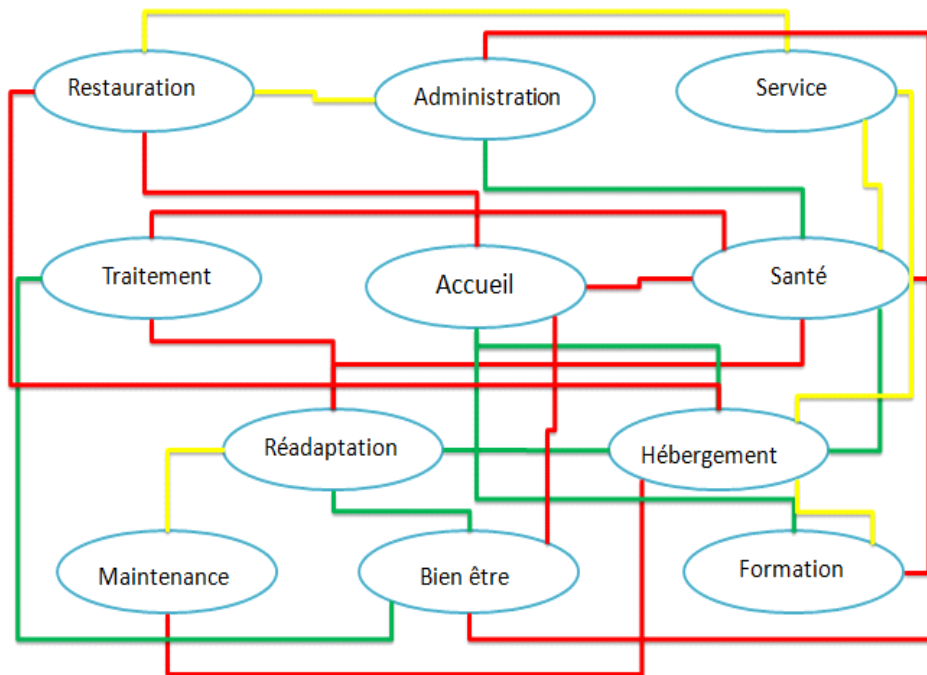 Restauration
Administration
Service
Traitement
Accueil
Santé
Réadaptation
Hébergement
Maintenance
Bien être
Formation